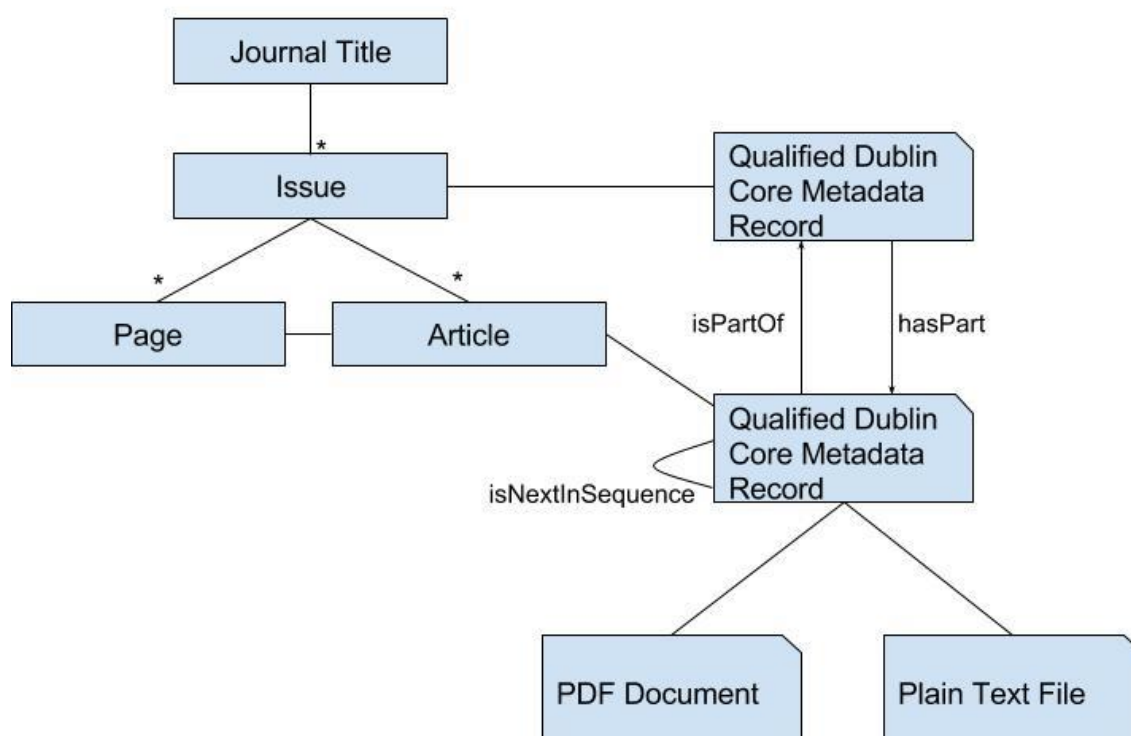 Journal Title
*
Issue
Qualified Dublin
Core Metadata
Record
*
*
Page
Article
isPartOf
hasPart
Qualified Dublin
Core Metadata
Record
isNextInSequence
PDF Document
Plain Text File